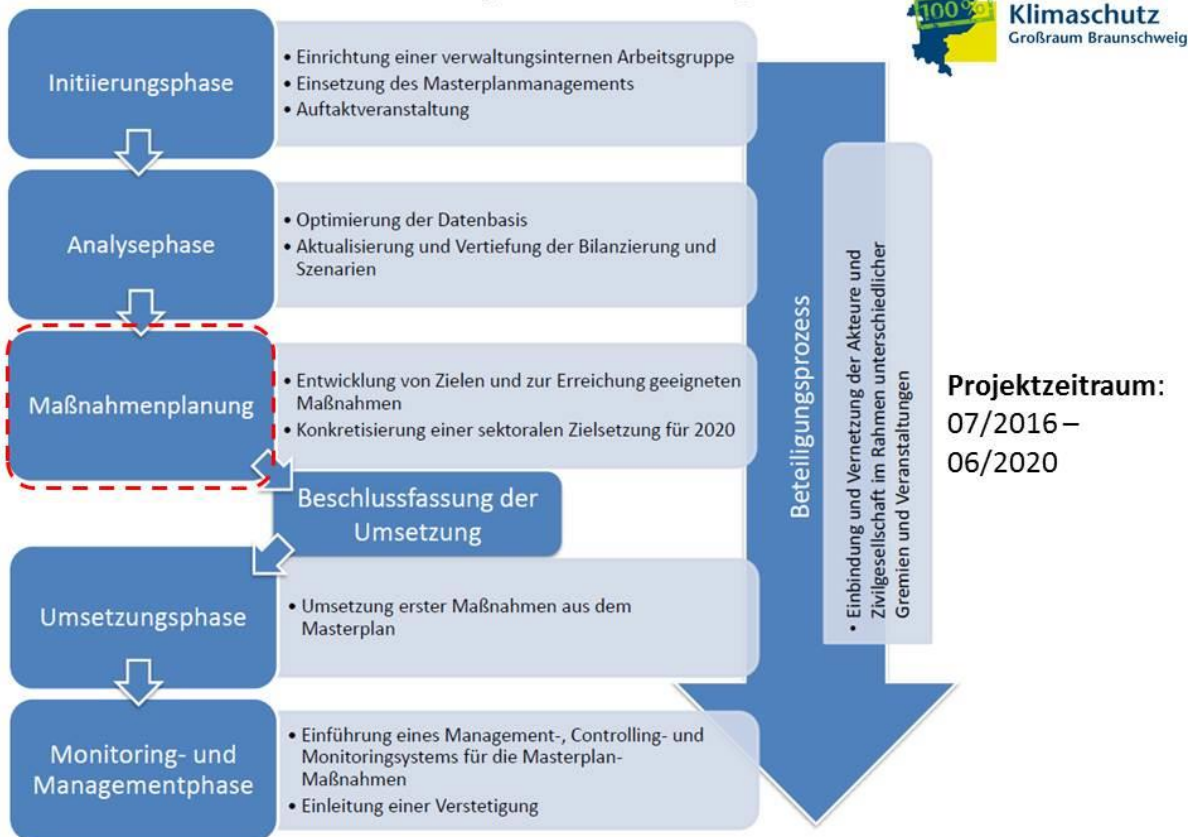 100%
Klimaschutz
Großraum Braunschweig
Initiierungsphase
• Einrichtung einer verwaltungsinternen Arbeitsgruppe
• Einsetzung des Masterplanmanagements
• Auftaktveranstaltung
Analysephase
• Optimierung der Datenbasis
• Aktualisierung und Vertiefung der Bilanzierung und
Szenarien
Maßnahmenplanung
• Entwicklung von Zielen und zur Erreichung geeigneten
Maßnahmen
• Konkretisierung einer sektoralen Zielsetzung für 2020
Beschlussfassung der
Umsetzung
Umsetzungsphase
• Umsetzung erster Maßnahmen aus dem
Masterplan
Monitoring- und
Managementphase
• Einführung eines Management-, Controlling- und
Monitoringsystems für die Masterplan-
Maßnahmen
• Einleitung einer Verstetigung
Beteiligungsprozess
• Einbindung und Vernetzung der Akteure und
Zivilgesellschaft im Rahmen unterschiedlicher
Gremien und Veranstaltungen
Projektzeitraum:
07/2016 –
06/2020